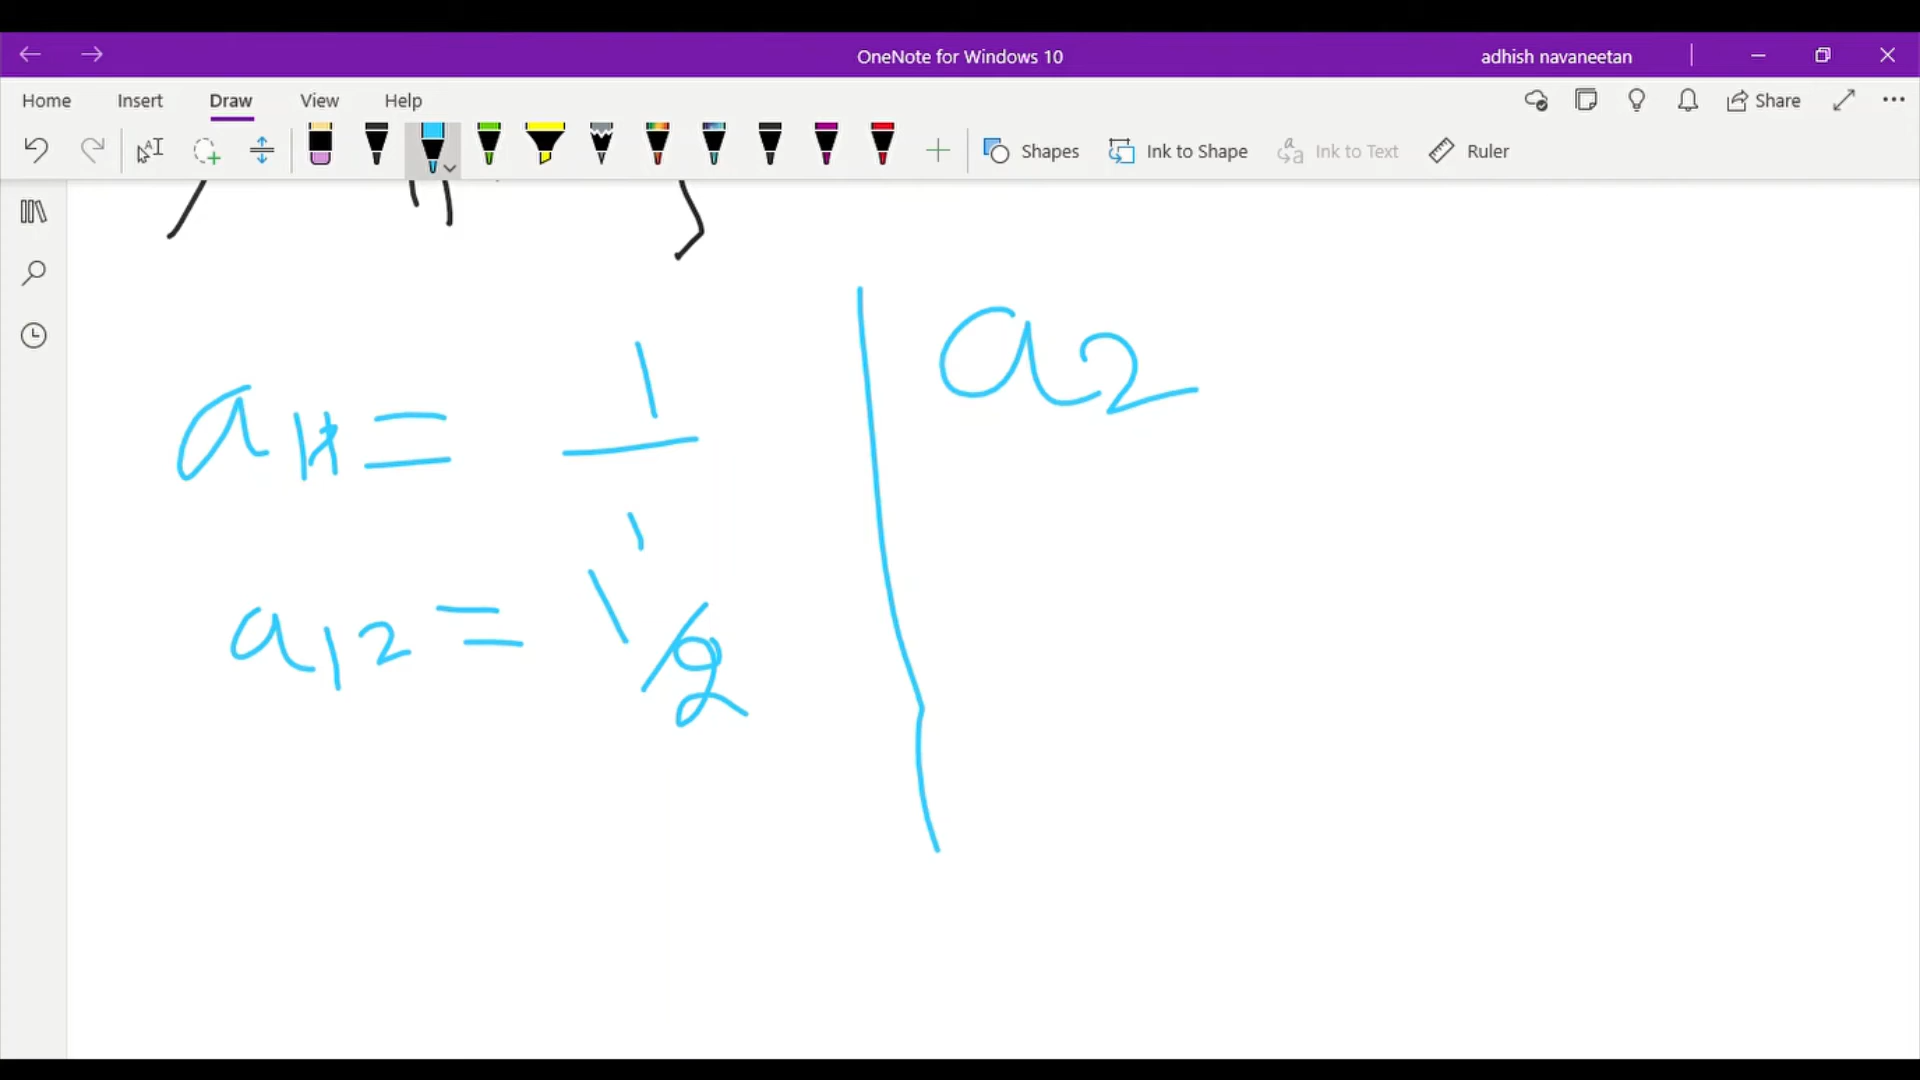 OneNote for Windows 10
adhish navaneetan
Home Insert Draw View Help
Share
Shapes Ink to Shape Ink to Text Ruler
a11 = 1/1
a2
a12 = 1/2